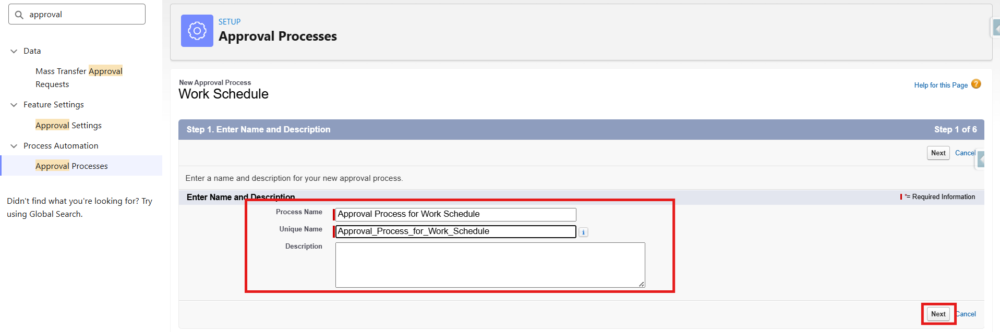 approval
Data
Mass Transfer Approval
Requests
Feature Settings
Approval Settings
Process Automation
Approval Processes
Didn't find what you're looking for? Try
using Global Search.
SETUP
Approval Processes
New Approval Process
Work Schedule
Help for this Page ?
Step 1. Enter Name and Description Step 1 of 6
Next Cancel
Enter a name and description for your new approval process.
Enter Name and Description *= Required Information
Process Name Approval Process for Work Schedule
Unique Name Approval_Process_for_Work_Schedule i
Description
Next Cancel